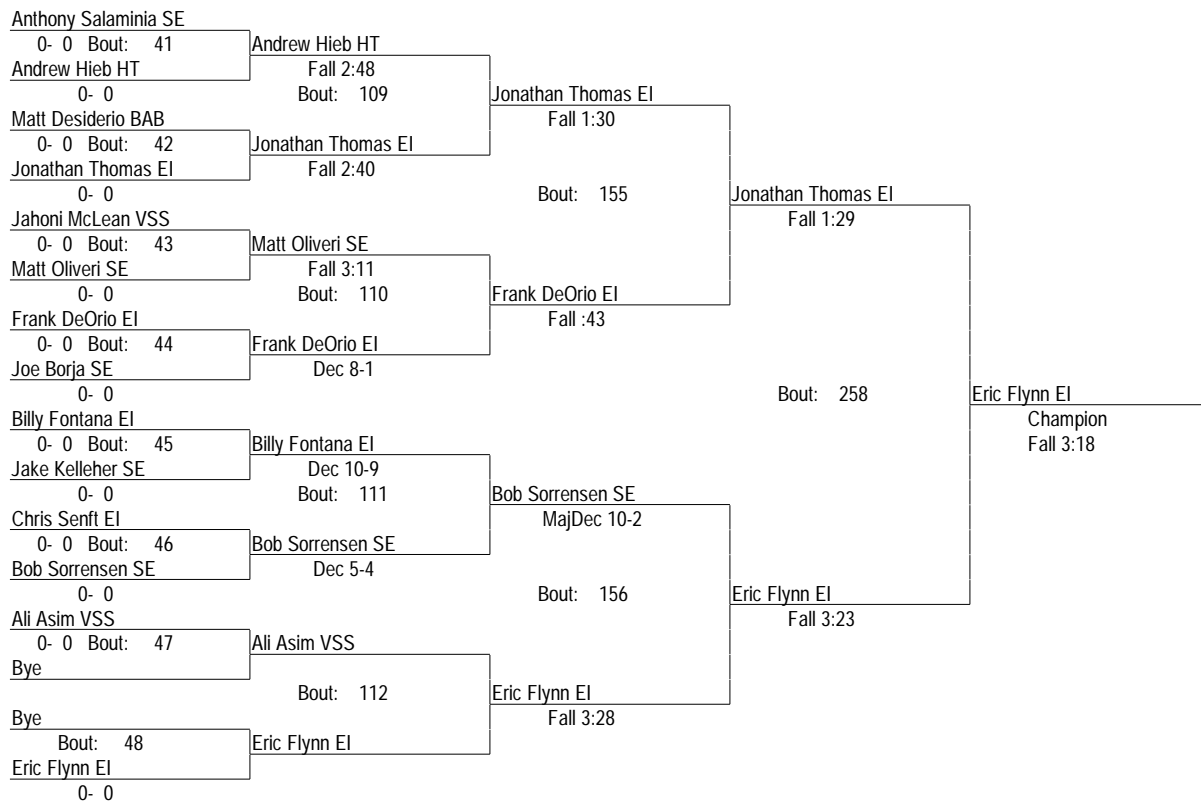 Anthony Salaminia SE
0- 0 Bout: 41 Andrew Hieb HT
Andrew Hieb HT Fall 2:48
0- 0 Bout: 109 Jonathan Thomas EI
Matt Desiderio BAB Fall 1:30
0- 0 Bout: 42 Jonathan Thomas EI
Jonathan Thomas EI Fall 2:40
0- 0 Bout: 155 Jonathan Thomas EI
Jahoni McLean VSS Fall 1:29
0- 0 Bout: 43 Matt Oliveri SE
Matt Oliveri SE Fall 3:11
0- 0 Bout: 110 Frank DeOrio EI
Frank DeOrio EI Fall :43
0- 0 Bout: 44 Frank DeOrio EI
Joe Borja SE Dec 8-1
0- 0 Bout: 258 Eric Flynn EI
Billy Fontana EI Champion
0- 0 Bout: 45 Billy Fontana EI Fall 3:18
Jake Kelleher SE Dec 10-9
0- 0 Bout: 111 Bob Sorrensen SE
Chris Senft EI MajDec 10-2
0- 0 Bout: 46 Bob Sorrensen SE
Bob Sorrensen SE Dec 5-4
0- 0 Bout: 156 Eric Flynn EI
Ali Asim VSS Fall 3:23
0- 0 Bout: 47 Ali Asim VSS
Bye
Bout: 112 Eric Flynn EI
Bye Fall 3:28
Bout: 48 Eric Flynn EI
Eric Flynn EI
0- 0